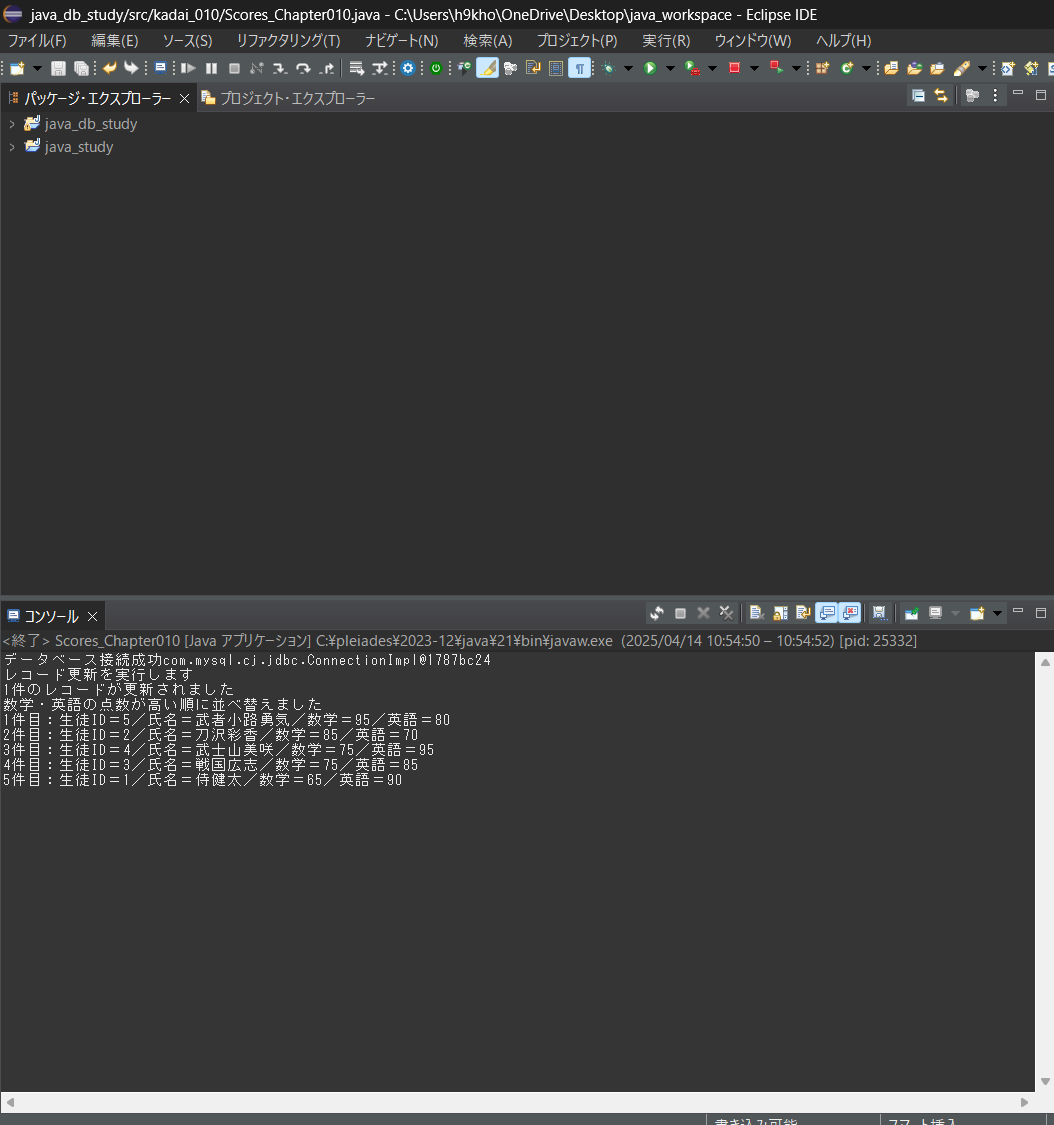 java_db_study/src/kadai_010/Scores_Chapter010.java - C:\Users\h9kho\OneDrive\Desktop\java_workspace - Eclipse IDE
ファイル(F) 編集(E) ソース(S) リファクタリング(T) ナビゲート(N) 検索(A) プロジェクト(P) 実行(R) ウィンドウ(W) ヘルプ(H)
パッケージ・エクスプローラー プロジェクト・エクスプローラー
java_db_study
java_study
コンソール
<終了> Scores_Chapter010 [Java アプリケーション] C:¥pleiades¥2023-12¥java¥21¥bin¥javaw.exe (2025/04/14 10:54:50 – 10:54:52) [pid: 25332]
データベース接続成功com.mysql.cj.jdbc.ConnectionImpl@1787bc24
レコード更新を実行します
1件のレコードが更新されました
数学・英語の点数が高い順に並べ替えました
1件目：生徒ID＝5／氏名＝武者小路勇気／数学＝95／英語＝80
2件目：生徒ID＝2／氏名＝刀沢彩香／数学＝85／英語＝70
3件目：生徒ID＝4／氏名＝武士山美咲／数学＝75／英語＝95
4件目：生徒ID＝3／氏名＝戦国広志／数学＝75／英語＝85
5件目：生徒ID＝1／氏名＝侍健太／数学＝65／英語＝90
書き込み可能 スマート挿入